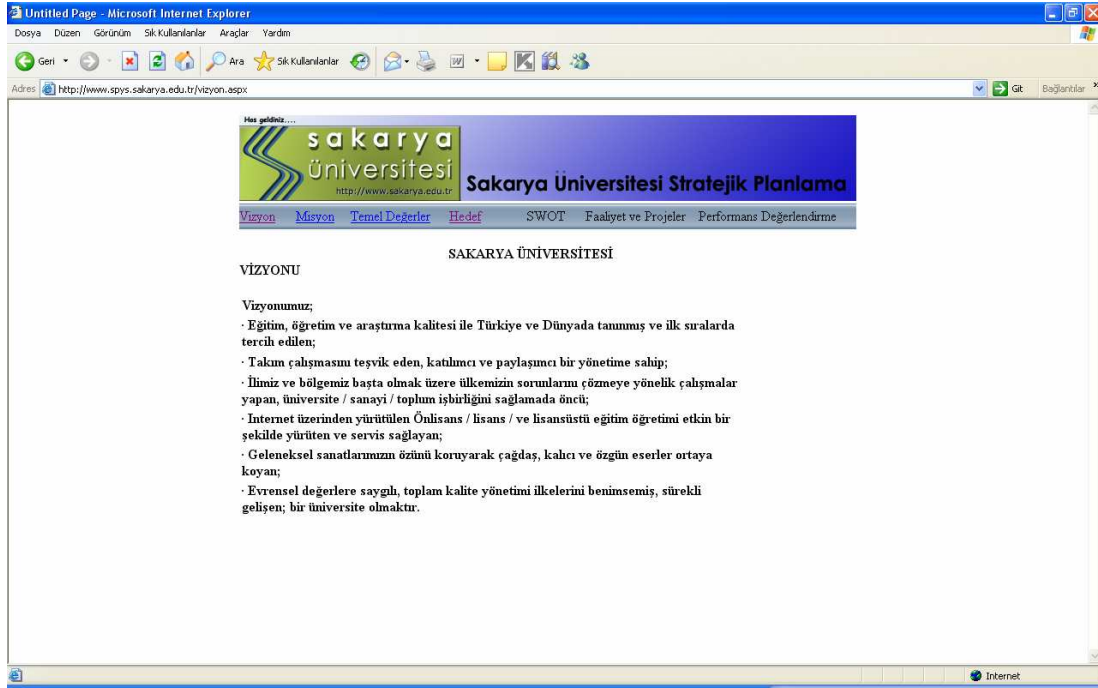 Untitled Page - Microsoft Internet Explorer
Dosya Düzen Görünüm Sık Kullanılanlar Araçlar Yardım
Geri Ara Sık Kullanılanlar
Adres http://www.spys.sakarya.edu.tr/vizyon.aspx Git Bağlantılar
Hoş geldiniz....
sakarya
üniversitesi
http://www.sakarya.edu.tr
Sakarya Üniversitesi Stratejik Planlama
Vizyon Misyon Temel Değerler Hedef SWOT Faaliyet ve Projeler Performans Değerlendirme
SAKARYA ÜNİVERSİTESİ
VİZYONU
Vizyonumuz;
· Eğitim, öğretim ve araştırma kalitesi ile Türkiye ve Dünyada tanınmış ve ilk sıralarda
tercih edilen;
· Takım çalışmasını teşvik eden, katılımcı ve paylaşımcı bir yönetime sahip;
· İlimiz ve bölgemiz başta olmak üzere ülkemizin sorunlarını çözmeye yönelik çalışmalar
yapan, üniversite / sanayi / toplum işbirliğini sağlamada öncü;
· Internet üzerinden yürütülen Önlisans / lisans / ve lisansüstü eğitim öğretimi etkin bir
şekilde yürüten ve servis sağlayan;
· Geleneksel sanatlarımızın özünü koruyarak çağdaş, kalıcı ve özgün eserler ortaya
koyan;
· Evrensel değerlere saygılı, toplam kalite yönetimi ilkelerini benimsemiş, sürekli
gelişen; bir üniversite olmaktır.
Internet